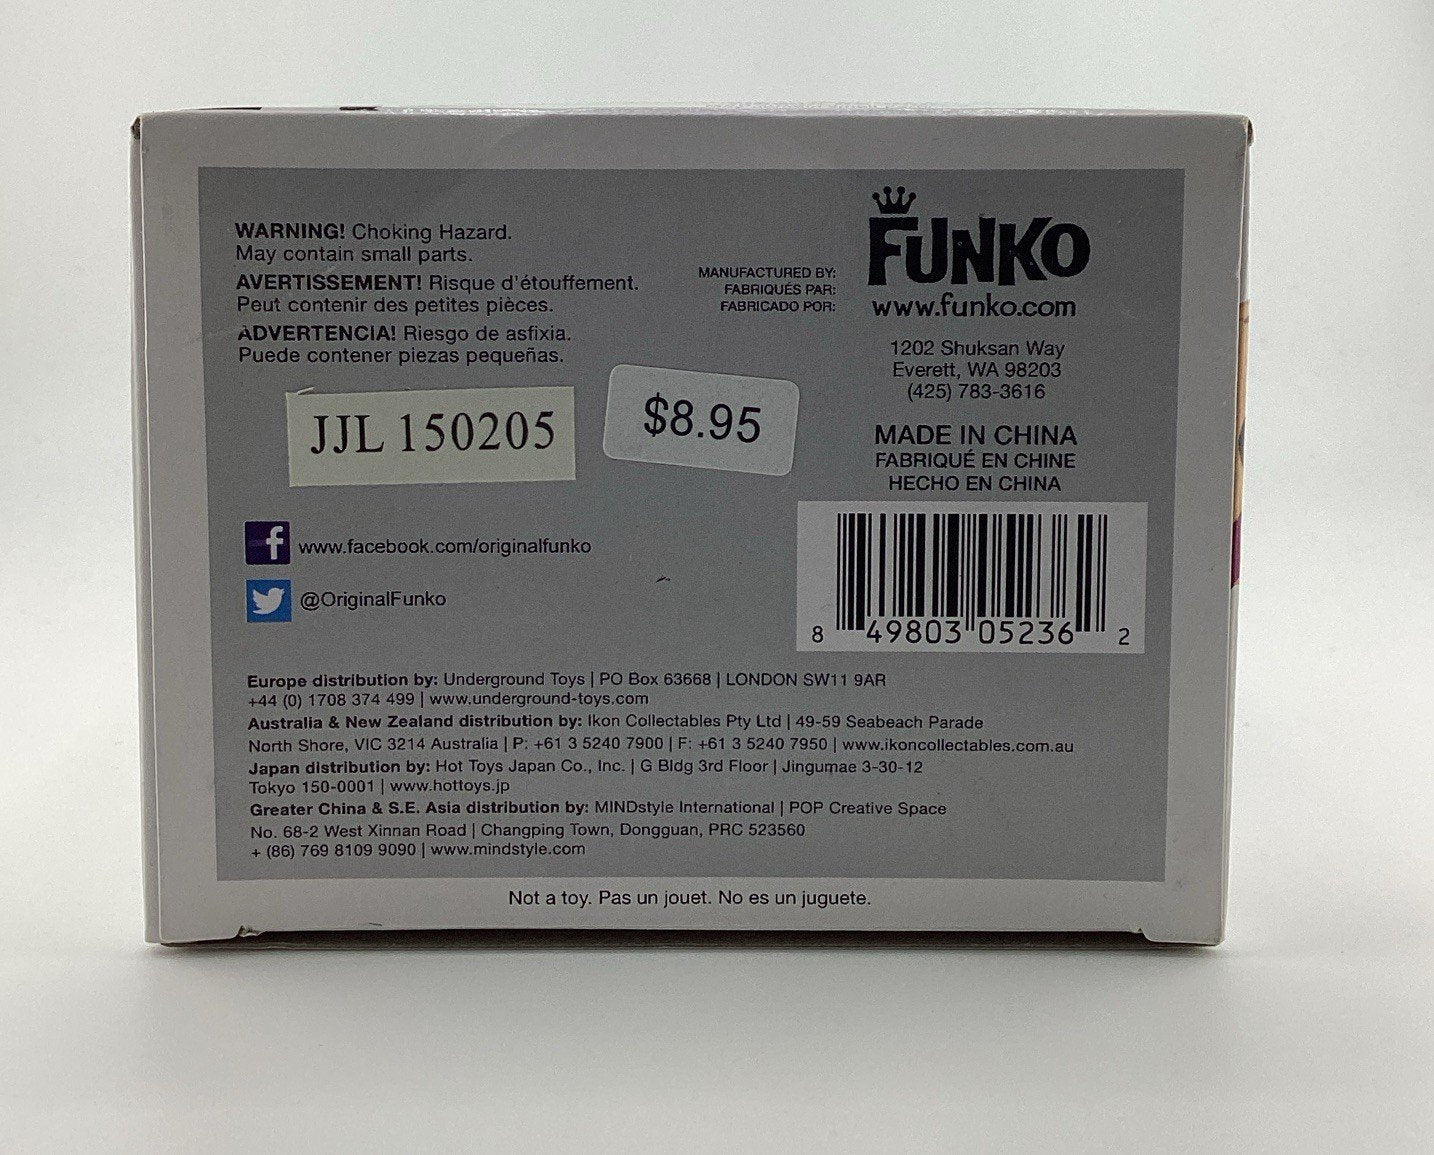 WARNING! Choking Hazard.
May contain small parts.
AVERTISSEMENT! Risque d'étouffement.
Peut contenir des petites pièces.
ADVERTENCIA! Riesgo de asfixia.
Puede contener piezas pequeñas.
MANUFACTURED BY:
FABRIQUÉS PAR:
FABRICADO POR:
FUNKO
www.funko.com
1202 Shuksan Way
Everett, WA 98203
(425) 783-3616
JJL 150205
$8.95
MADE IN CHINA
FABRIQUÉ EN CHINE
HECHO EN CHINA
f www.facebook.com/originalfunko
@OriginalFunko
8 49803 05236 2
Europe distribution by: Underground Toys | PO Box 63668 | LONDON SW11 9AR
+44 (0) 1708 374 499 | www.underground-toys.com
Australia & New Zealand distribution by: Ikon Collectables Pty Ltd | 49-59 Seabeach Parade
North Shore, VIC 3214 Australia | P: +61 3 5240 7900 | F: +61 3 5240 7950 | www.ikoncollectables.com.au
Japan distribution by: Hot Toys Japan Co., Inc. | G Bldg 3rd Floor | Jingumae 3-30-12
Tokyo 150-0001 | www.hottoys.jp
Greater China & S.E. Asia distribution by: MINDstyle International | POP Creative Space
No. 68-2 West Xinnan Road | Changping Town, Dongguan, PRC 523560
+ (86) 769 8109 9090 | www.mindstyle.com
Not a toy. Pas un jouet. No es un juguete.